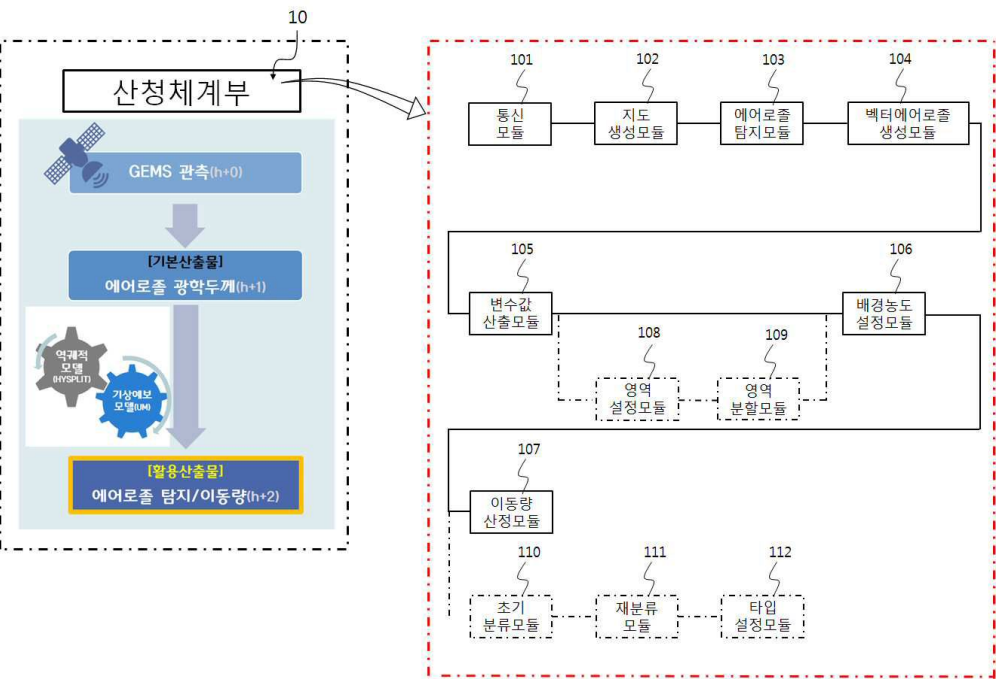 10
산청체계부
GEMS 관측(h+0)
[기본산출물]
에어로졸 광학두께(h+1)
역궤적
모델
(HYSPLIT)
기상예보
모델(UM)
[활용산출물]
에어로졸 탐지/이동량(h+2)
101
통신
모듈
102
지도
생성모듈
103
에어로졸
탐지모듈
104
벡터에어로졸
생성모듈
105
변수값
산출모듈
106
배경농도
설정모듈
108
영역
설정모듈
109
영역
분할모듈
107
이동량
산정모듈
110
초기
분류모듈
111
재분류
모듈
112
타입
설정모듈